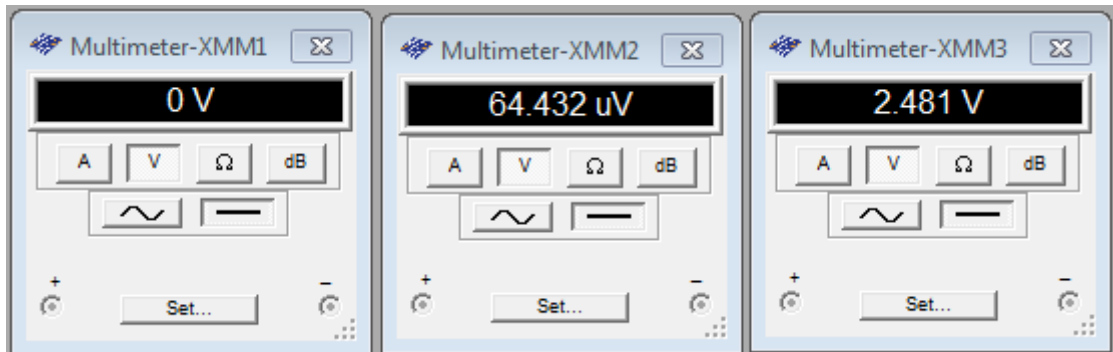 Multimeter-XMM1
0 V
A V Ω dB
+ –
Set...
Multimeter-XMM2
64.432 uV
A V Ω dB
+ –
Set...
Multimeter-XMM3
2.481 V
A V Ω dB
+ –
Set...